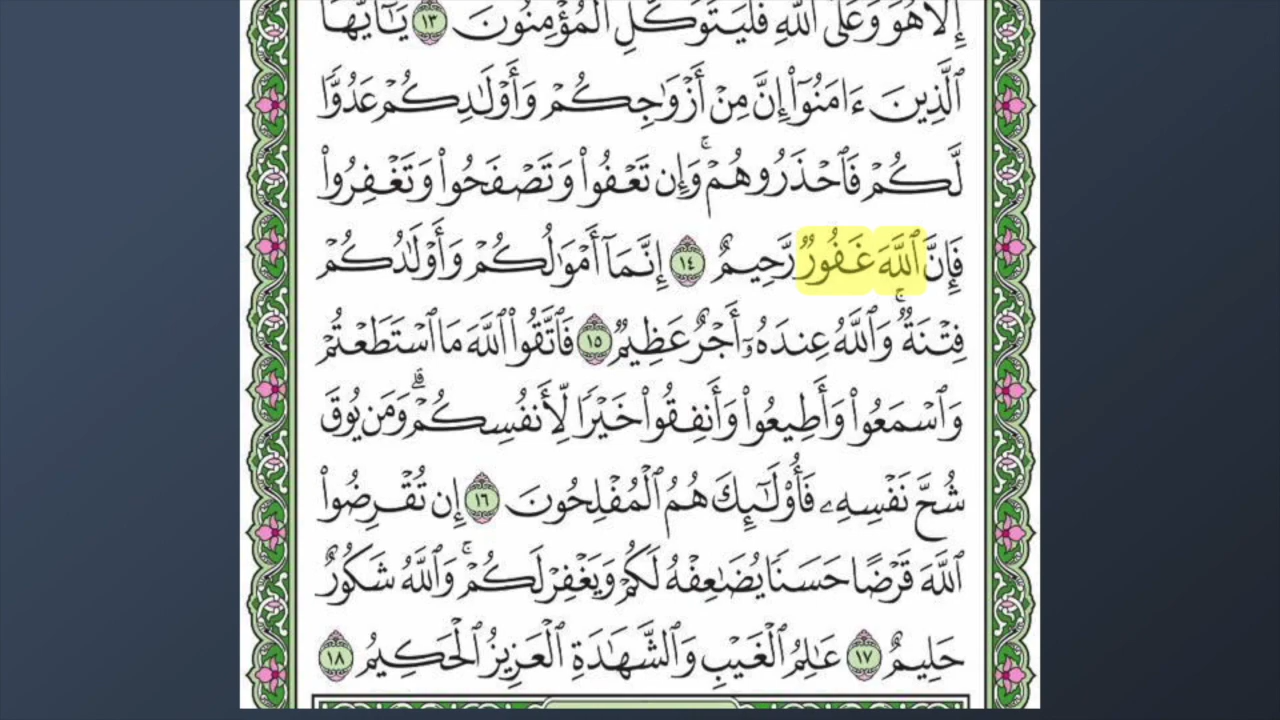 إِلَّا هُوَ وَعَلَى ٱللَّهِ فَلْيَتَوَكَّلِ ٱلْمُؤْمِنُونَ ١٣ يَٰٓأَيُّهَا
ٱلَّذِينَ ءَامَنُوٓا۟ إِنَّ مِنْ أَزْوَٰجِكُمْ وَأَوْلَٰدِكُمْ عَدُوًّا
لَّكُمْ فَٱحْذَرُوهُمْ ۚ وَإِن تَعْفُوا۟ وَتَصْفَحُوا۟ وَتَغْفِرُوا۟
فَإِنَّ ٱللَّهَ غَفُورٌ رَّحِيمٌ ١٤ إِنَّمَآ أَمْوَٰلُكُمْ وَأَوْلَٰدُكُمْ
فِتْنَةٌ ۚ وَٱللَّهُ عِندَهُۥٓ أَجْرٌ عَظِيمٌ ١٥ فَٱتَّقُوا۟ ٱللَّهَ مَا ٱسْتَطَعْتُمْ
وَٱسْمَعُوا۟ وَأَطِيعُوا۟ وَأَنفِقُوا۟ خَيْرًا لِّأَنفُسِكُمْ ۗ وَمَن يُوقَ
شُحَّ نَفْسِهِۦ فَأُو۟لَٰٓئِكَ هُمُ ٱلْمُفْلِحُونَ ١٦ إِن تُقْرِضُوا۟
ٱللَّهَ قَرْضًا حَسَنًا يُضَٰعِفْهُ لَكُمْ وَيَغْفِرْ لَكُمْ ۚ وَٱللَّهُ شَكُورٌ
حَلِيمٌ ١٧ عَٰلِمُ ٱلْغَيْبِ وَٱلشَّهَٰدَةِ ٱلْعَزِيزُ ٱلْحَكِيمُ ١٨